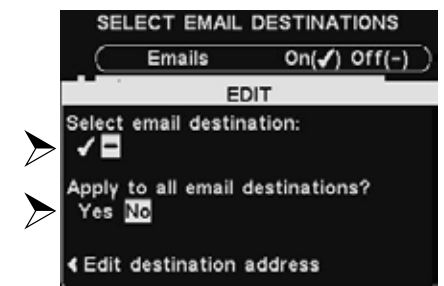 SELECT EMAIL DESTINATIONS
Emails On(✓) Off(-)
EDIT
Select email destination:
✓ –
Apply to all email destinations?
Yes No
Edit destination address